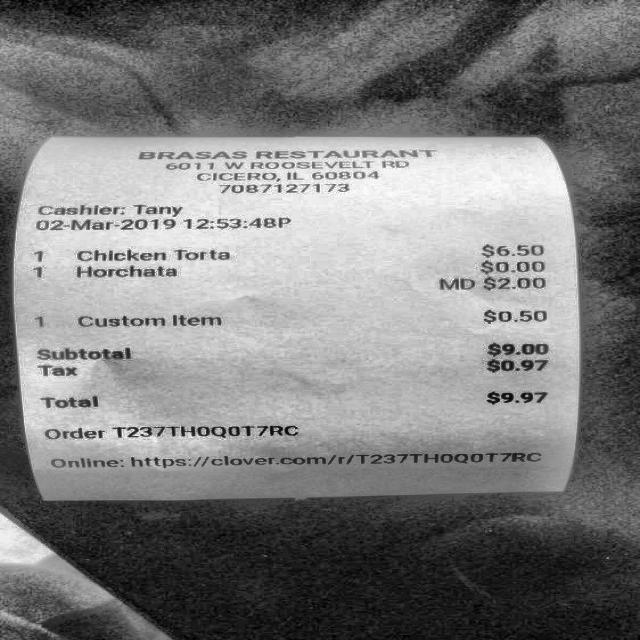 BRASAS RESTAURANT
6011 W ROOSEVELT RD
CICERO, IL 60804
7087127173
Cashier: Tany
02-Mar-2019 12:53:48P
1 Chicken Torta $6.50
1 Horchata $0.00
MD $2.00
1 Custom Item $0.50
Subtotal $9.00
Tax $0.97
Total $9.97
Order T237TH0Q0T7RC
Online: https://clover.com/r/T237TH0Q0T7RC